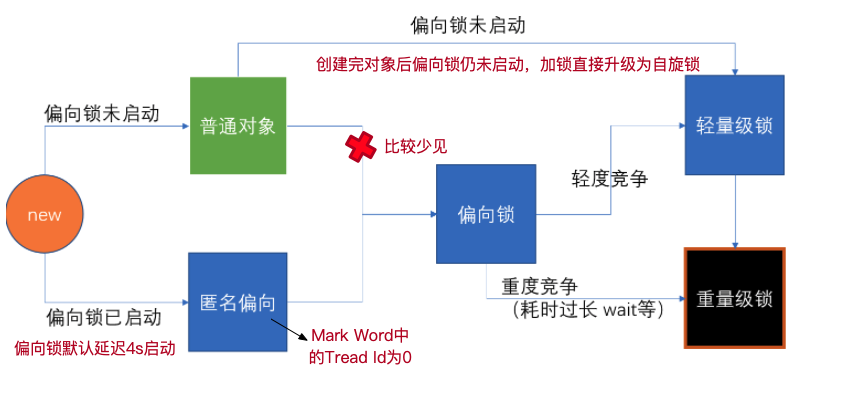 偏向锁未启动
创建完对象后偏向锁仍未启动，加锁直接升级为自旋锁
偏向锁未启动
普通对象
轻量级锁
比较少见
轻度竞争
new
偏向锁
匿名偏向
重度竞争
（耗时过长 wait等）
重量级锁
偏向锁已启动
偏向锁默认延迟4s启动
Mark Word中
的Tread Id为0